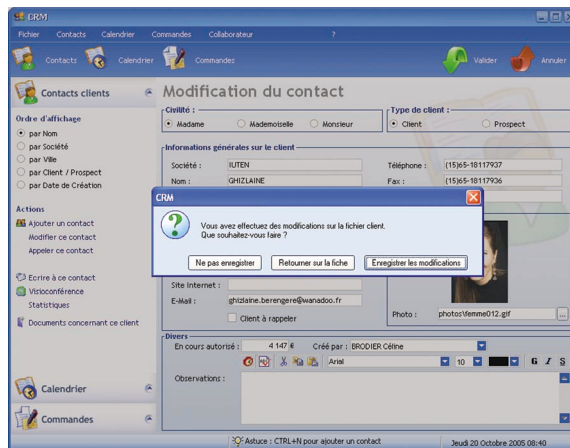 CRM
Fichier Contacts Calendrier Commandes Collaborateur ?
Contacts Calendrier Commandes Valider Annuler
Contacts clients
Ordre d'affichage
par Nom
par Société
par Ville
par Client / Prospect
par Date de Création
Actions
Ajouter un contact
Modifier ce contact
Appeler ce contact
Ecrire à ce contact
Visioconférence
Statistiques
Documents concernant ce client
Calendrier
Commandes
Modification du contact
Civilité :
Madame Mademoiselle Monsieur
Type de client :
Client Prospect
Informations générales sur le client
Société : IUTEN Téléphone : (15)65-18117937
Nom : GHIZLAINE Fax : (15)65-18117936
CRM
Vous avez effectuez des modifications sur la fichier client.
Que souhaitez-vous faire ?
Ne pas enregistrer Retourner sur la fiche Enregistrer les modifications
Site Internet :
E-Mail : ghizlaine.berengere@wanadoo.fr
Client à rappeler
Photo : photos\femme012.gif ...
Divers
En cours autorisé : 4 147 € Créé par : BRODIER Céline
Arial 10 G I S
Observations :
Astuce : CTRL+N pour ajouter un contact Jeudi 20 Octobre 2005 08:40